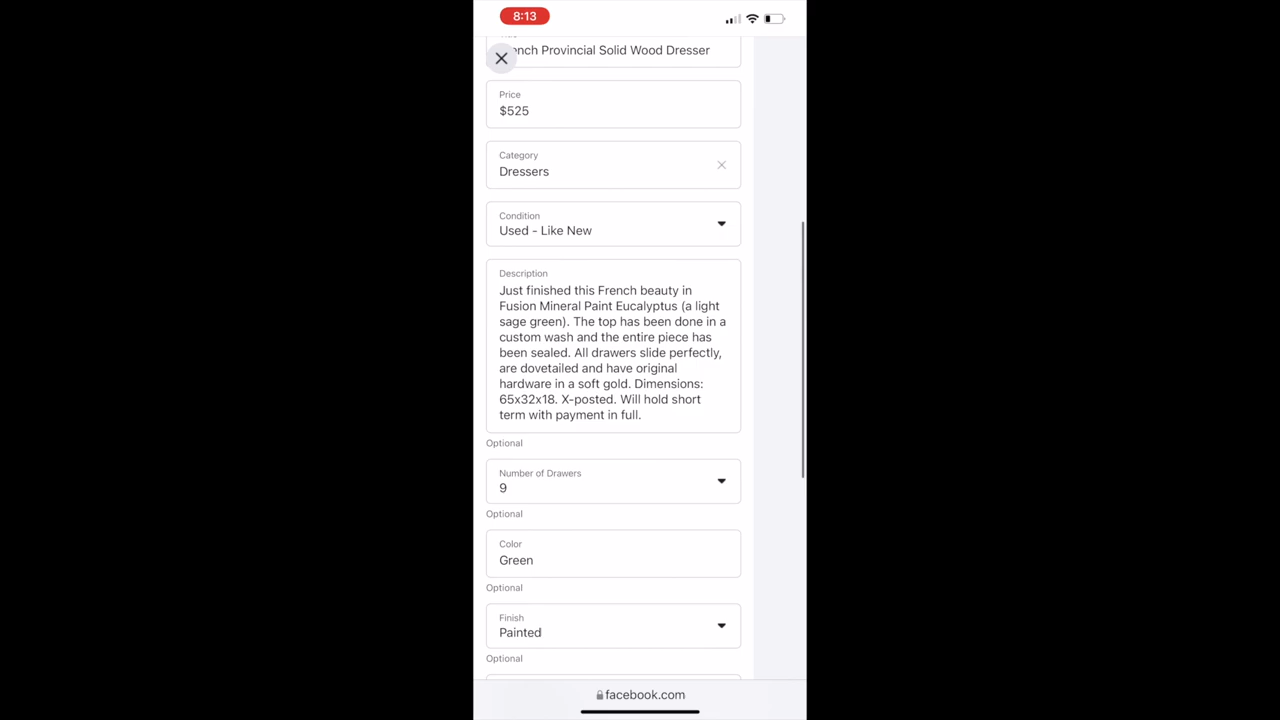 8:13
nch Provincial Solid Wood Dresser
Price
$525
Category
Dressers
Condition
Used - Like New
Description
Just finished this French beauty in
Fusion Mineral Paint Eucalyptus (a light
sage green). The top has been done in a
custom wash and the entire piece has
been sealed. All drawers slide perfectly,
are dovetailed and have original
hardware in a soft gold. Dimensions:
65x32x18. X-posted. Will hold short
term with payment in full.
Optional
Number of Drawers
9
Optional
Color
Green
Optional
Finish
Painted
Optional
facebook.com